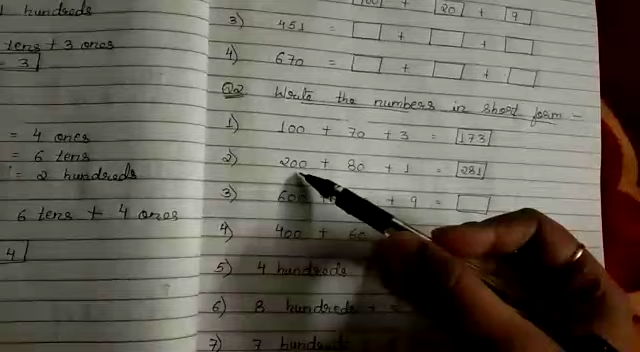 hundreds
tens + 3 ones
= 3
= 4 ones
= 6 tens
= 2 hundreds
6 tens + 4 ones
4
100 + 20 + 9
3) 451 = + +
4) 670 = + +
Q2 Write the numbers in short form -
1) 100 + 70 + 3 = 173
2) 200 + 80 + 1 = 281
3) 600 + 9 =
4) 400 + 60
5) 4 hundreds
6) 8 hundreds +
7) 7 hundreds